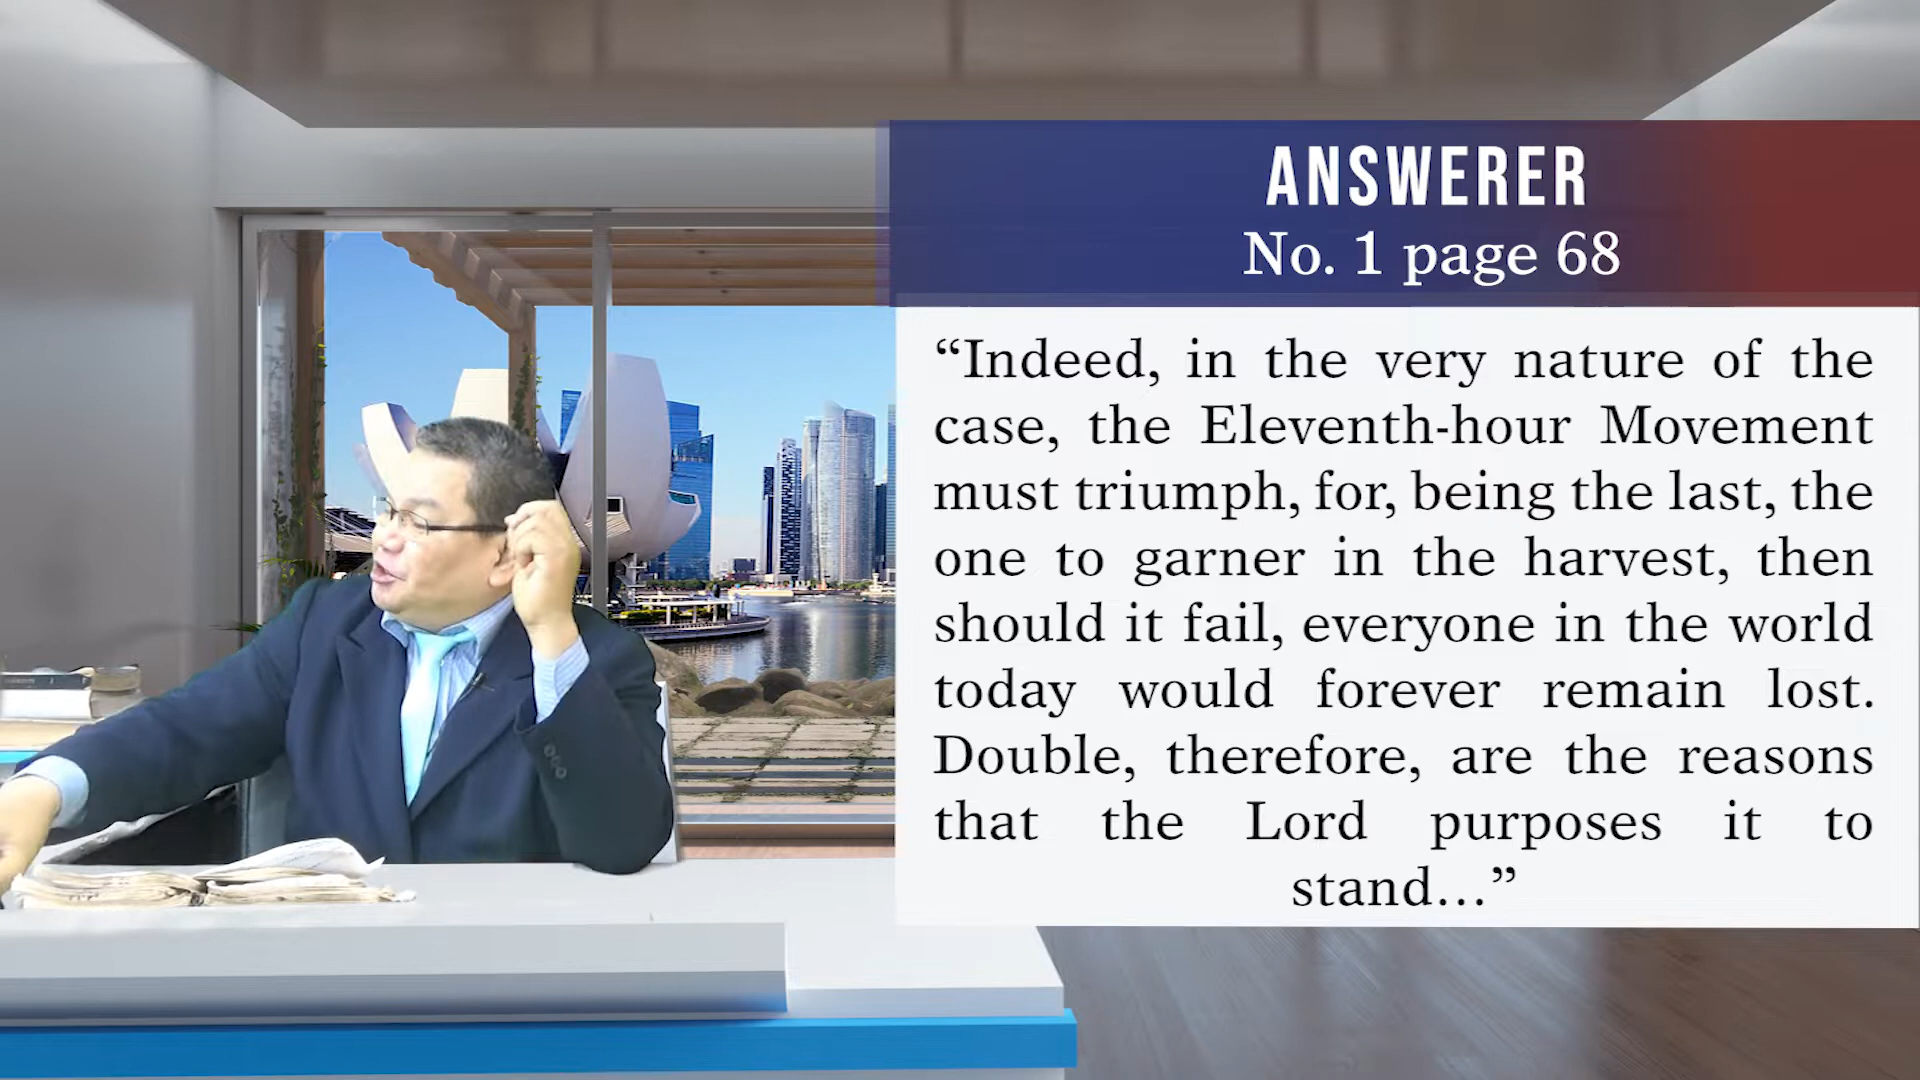 ANSWERER
No. 1 page 68
“Indeed, in the very nature of the
case, the Eleventh-hour Movement
must triumph, for, being the last, the
one to garner in the harvest, then
should it fail, everyone in the world
today would forever remain lost.
Double, therefore, are the reasons
that the Lord purposes it to
stand...”